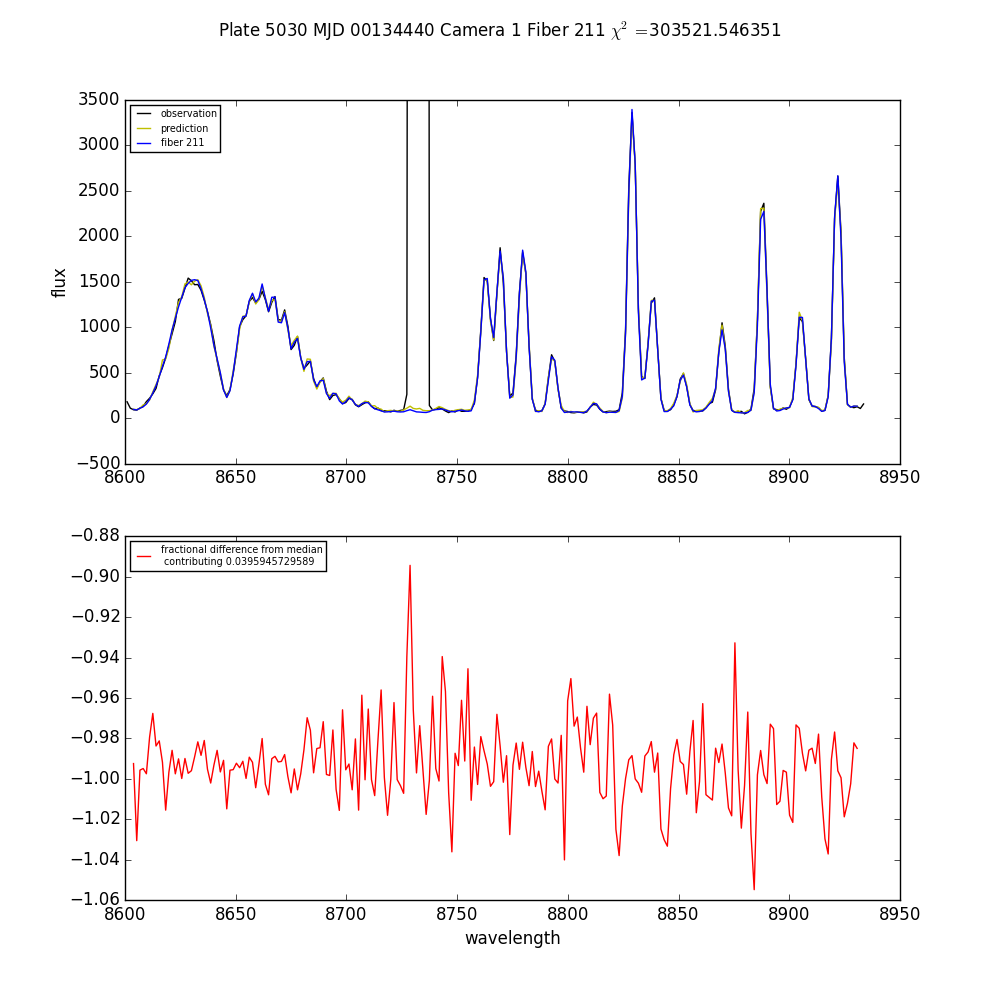 Plate 5030 MJD 00134440 Camera 1 Fiber 211 χ² =303521.546351
3500
3000
2500
2000
1500
1000
500
0
−500
flux
observation
prediction
fiber 211
8600 8650 8700 8750 8800 8850 8900 8950
−0.88
−0.90
−0.92
−0.94
−0.96
−0.98
−1.00
−1.02
−1.04
−1.06
fractional difference from median
contributing 0.0395945729589
8600 8650 8700 8750 8800 8850 8900 8950
wavelength